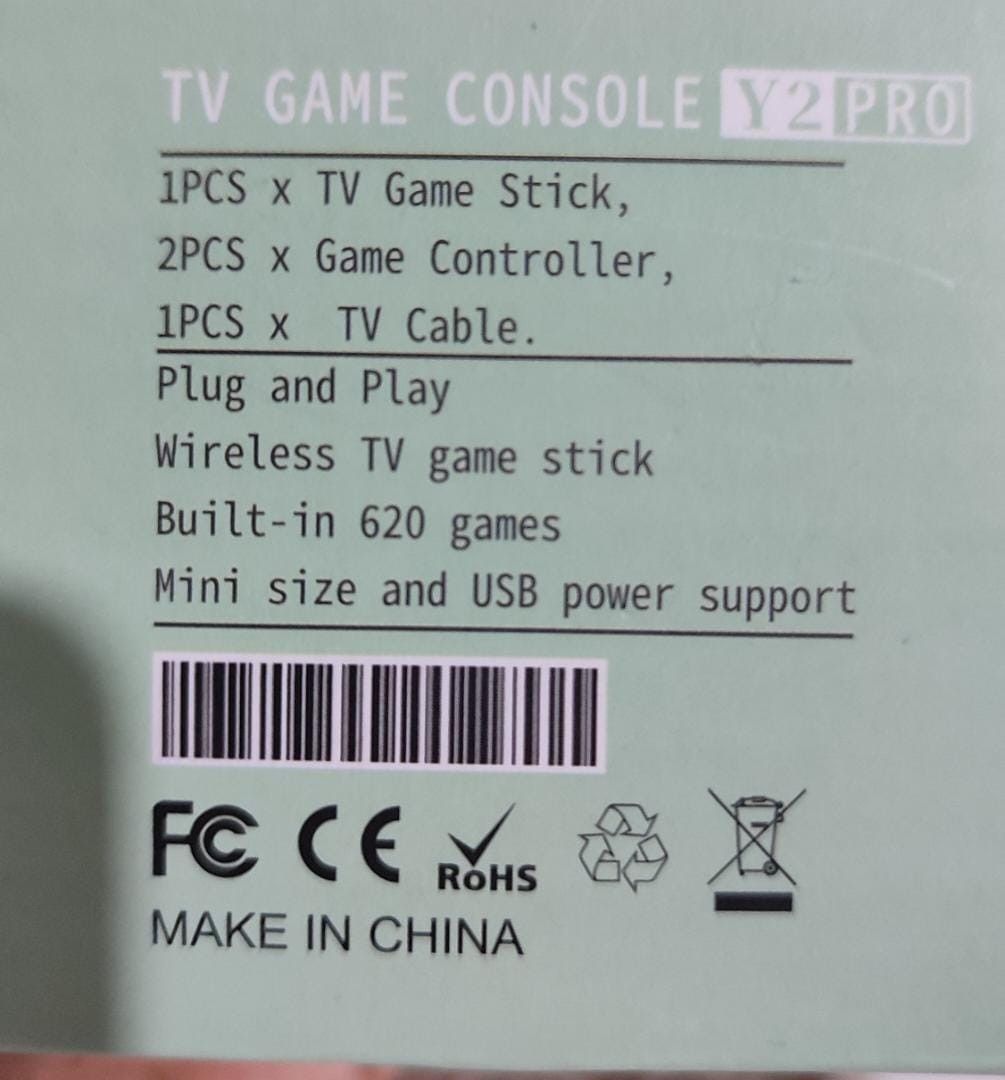 TV GAME CONSOLE Y2 PRO
1PCS x TV Game Stick,
2PCS x Game Controller,
1PCS x TV Cable.
Plug and Play
Wireless TV game stick
Built-in 620 games
Mini size and USB power support
FC CE RoHS
MAKE IN CHINA